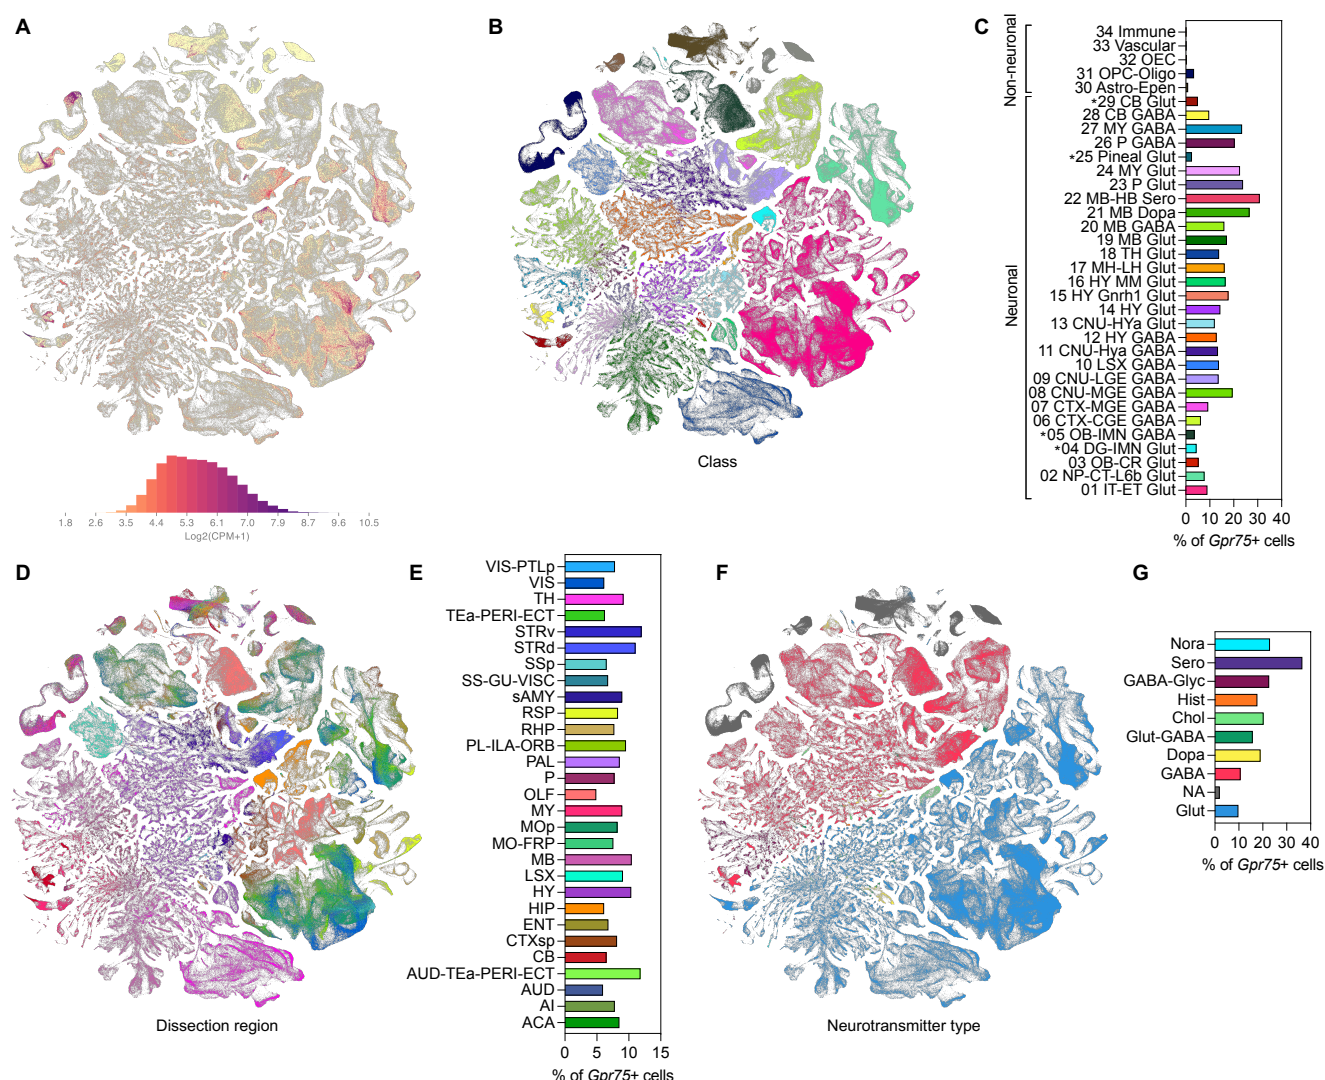 A
B
C
Non-neuronal
Neuronal
34 Immune
33 Vascular
32 OEC
31 OPC-Oligo
30 Astro-Epen
*29 CB Glut
28 CB GABA
27 MY GABA
26 P GABA
*25 Pineal Glut
24 MY Glut
23 P Glut
22 MB-HB Sero
21 MB Dopa
20 MB GABA
19 MB Glut
18 TH Glut
17 MH-LH Glut
16 HY MM Glut
15 HY Gnrh1 Glut
14 HY Glut
13 CNU-HYa Glut
12 HY GABA
11 CNU-Hya GABA
10 LSX GABA
09 CNU-LGE GABA
08 CNU-MGE GABA
07 CTX-MGE GABA
06 CTX-CGE GABA
*05 OB-IMN GABA
*04 DG-IMN Glut
03 OB-CR Glut
02 NP-CT-L6b Glut
01 IT-ET Glut
0 10 20 30 40
% of Gpr75+ cells
Class
1.8 2.6 3.5 4.4 5.3 6.1 7.0 7.9 8.7 9.6 10.5
Log2(CPM+1)
D
E
F
G
VIS-PTLp
VIS
TH
TEa-PERI-ECT
STRv
STRd
SSp
SS-GU-VISC
sAMY
RSP
RHP
PL-ILA-ORB
PAL
P
OLF
MY
MOp
MO-FRP
MB
LSX
HY
HIP
ENT
CTXsp
CB
AUD-TEa-PERI-ECT
AUD
AI
ACA
0 5 10 15
% of Gpr75+ cells
Dissection region
Neurotransmitter type
Nora
Sero
GABA-Glyc
Hist
Chol
Glut-GABA
Dopa
GABA
NA
Glut
0 10 20 30 40
% of Gpr75+ cells